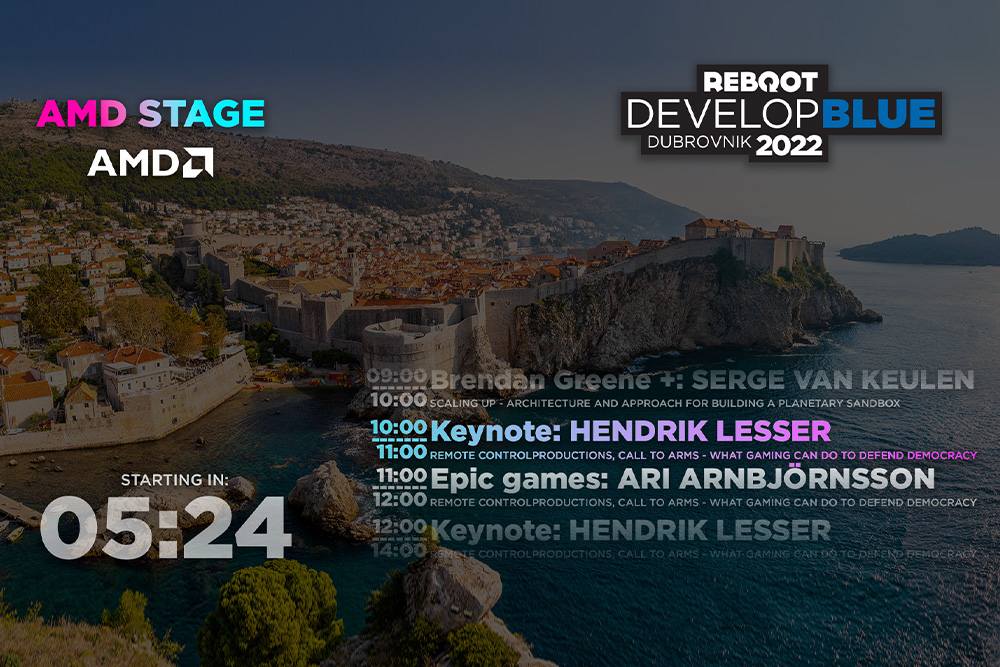 AMD STAGE
AMD
REBOOT
DEVELOPBLUE
DUBROVNIK 2022
09:00 Brendan Greene +: SERGE VAN KEULEN
10:00 SCALING UP - ARCHITECTURE AND APPROACH FOR BUILDING A PLANETARY SANDBOX
10:00 Keynote: HENDRIK LESSER
11:00 REMOTE CONTROLPRODUCTIONS, CALL TO ARMS - WHAT GAMING CAN DO TO DEFEND DEMOCRACY
11:00 Epic games: ARI ARNBJÖRNSSON
12:00 REMOTE CONTROLPRODUCTIONS, CALL TO ARMS - WHAT GAMING CAN DO TO DEFEND DEMOCRACY
12:00 Keynote: HENDRIK LESSER
14:00 REMOTE CONTROLPRODUCTIONS, CALL TO ARMS - WHAT GAMING CAN DO TO DEFEND DEMOCRACY
STARTING IN:
05:24